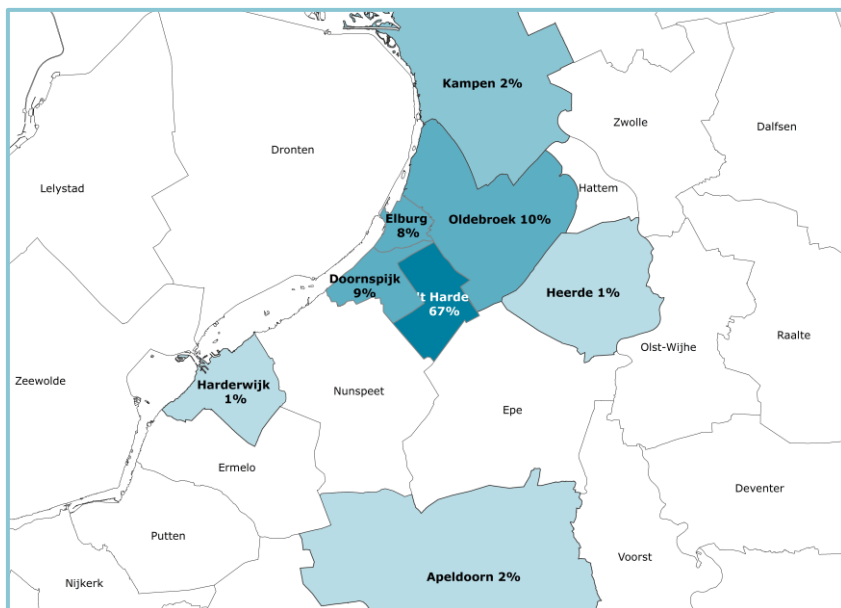 Kampen 2%
Zwolle
Dalfsen
Dronten
Lelystad
Hattem
Elburg
8%
Oldebroek 10%
Doornspijk
9%
't Harde
67%
Heerde 1%
Raalte
Olst-Wijhe
Zeewolde
Harderwijk
1%
Nunspeet
Epe
Ermelo
Deventer
Putten
Voorst
Nijkerk
Apeldoorn 2%